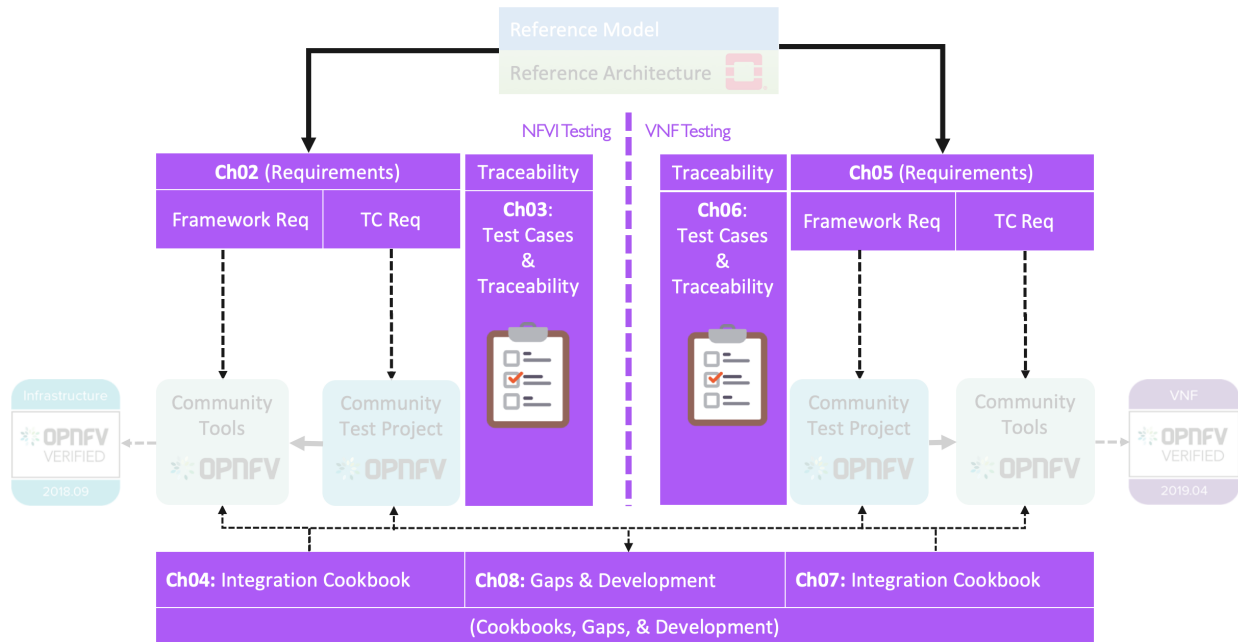 Reference Model
Reference Architecture
NFVI Testing
VNF Testing
Ch02 (Requirements)
Framework Req
TC Req
Traceability
Ch03:
Test Cases
&
Traceability
Traceability
Ch06:
Test Cases
&
Traceability
Ch05 (Requirements)
Framework Req
TC Req
Infrastructure
OPNFV
VERIFIED
2018.09
Community
Tools
OPNFV
Community
Test Project
OPNFV
Community
Test Project
OPNFV
Community
Tools
OPNFV
VNF
OPNFV
VERIFIED
2019.04
Ch04: Integration Cookbook
Ch08: Gaps & Development
Ch07: Integration Cookbook
(Cookbooks, Gaps, & Development)